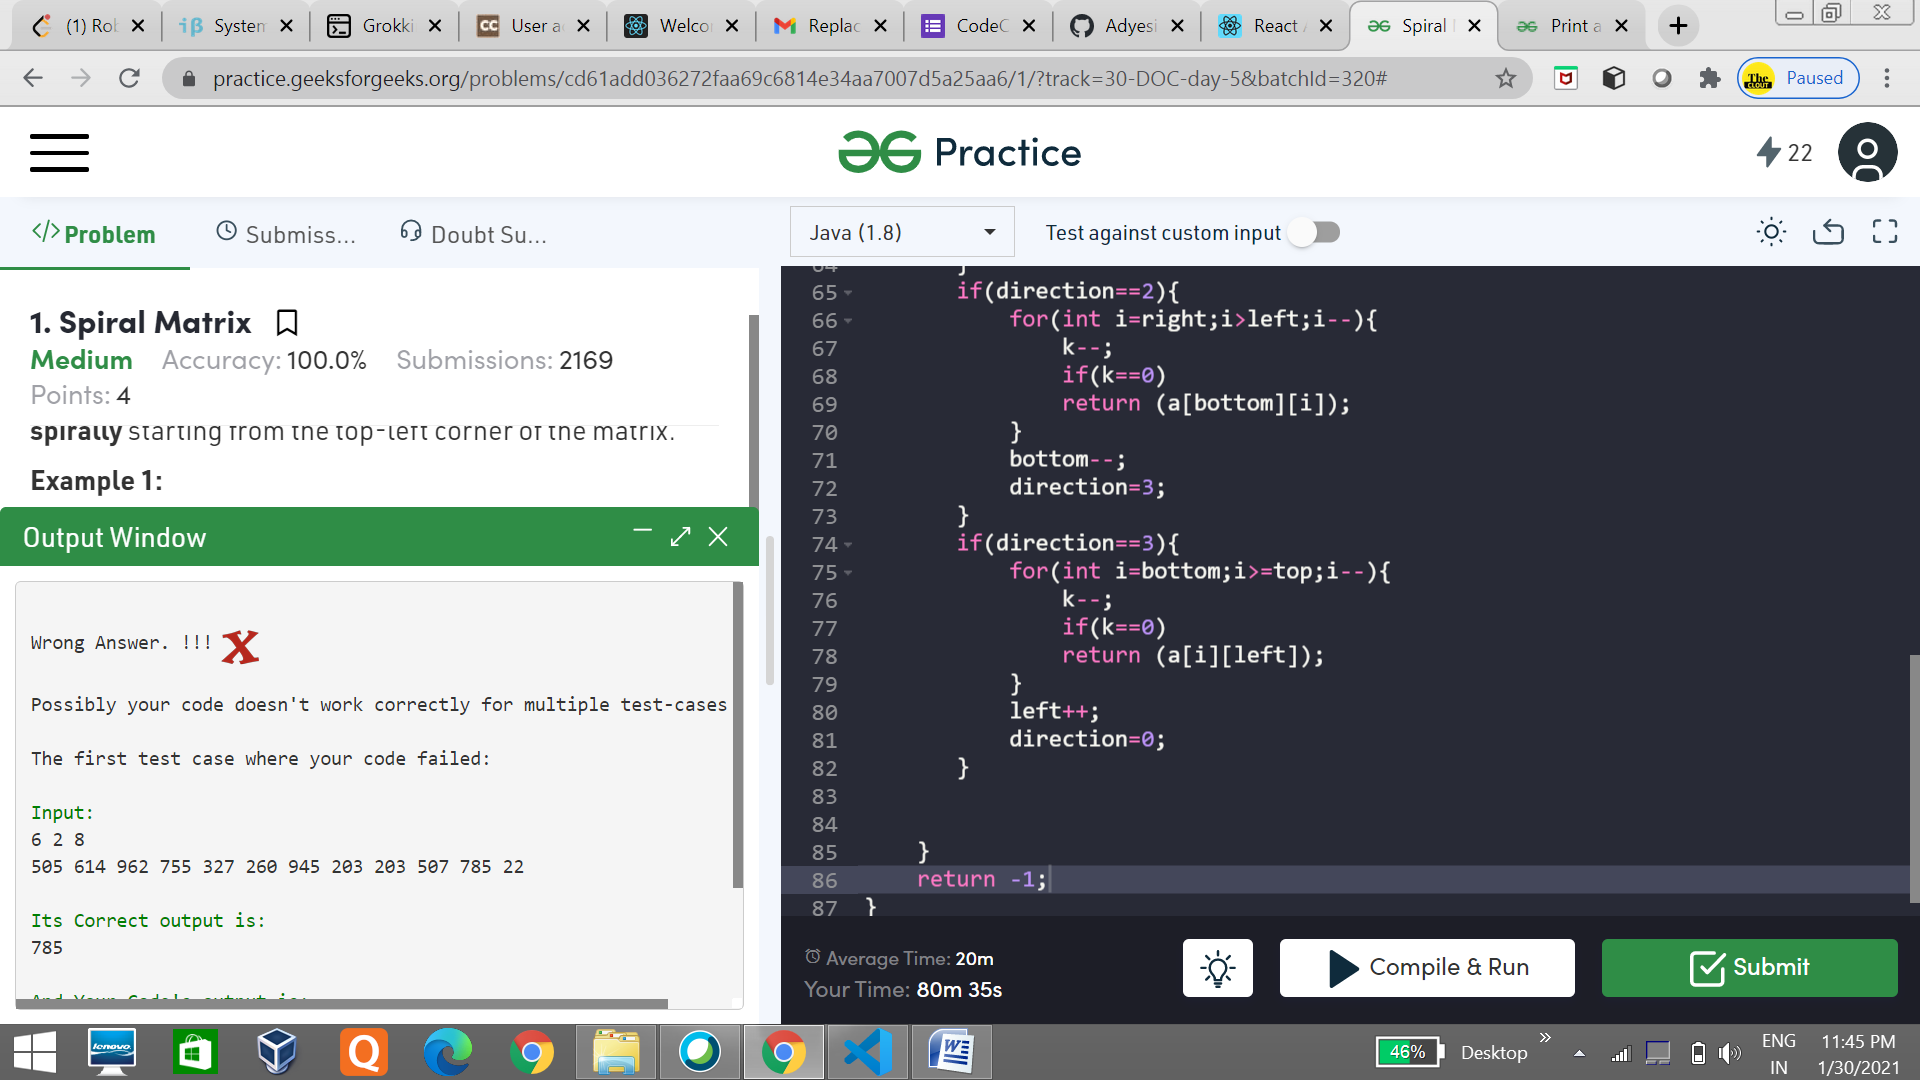 (1) Rob
System
Grokki
User a
Welco
Replac
CodeC
Adyesi
React
Spiral
Print a
practice.geeksforgeeks.org/problems/cd61add036272faa69c6814e34aa7007d5a25aa6/1/?track=30-DOC-day-5&batchId=320#
Paused
Practice
22
</> Problem
Submiss...
Doubt Su...
Java (1.8)
Test against custom input
1. Spiral Matrix
Medium Accuracy: 100.0% Submissions: 2169
Points: 4
spirally starting from the top-left corner of the matrix.
Example 1:
Output Window
Wrong Answer. !!! X
Possibly your code doesn't work correctly for multiple test-cases
The first test case where your code failed:
Input:
6 2 8
505 614 962 755 327 260 945 203 203 507 785 22
Its Correct output is:
785
And Your Code's output is:
64 }
65 if(direction==2){
66 for(int i=right;i>left;i--){
67 k--;
68 if(k==0)
69 return (a[bottom][i]);
70 }
71 bottom--;
72 direction=3;
73 }
74 if(direction==3){
75 for(int i=bottom;i>=top;i--){
76 k--;
77 if(k==0)
78 return (a[i][left]);
79 }
80 left++;
81 direction=0;
82 }
83
84
85 }
86 return -1;
87 }
Average Time: 20m
Your Time: 80m 35s
Compile & Run
Submit
lenovo
46%
Desktop
ENG
IN
11:45 PM
1/30/2021